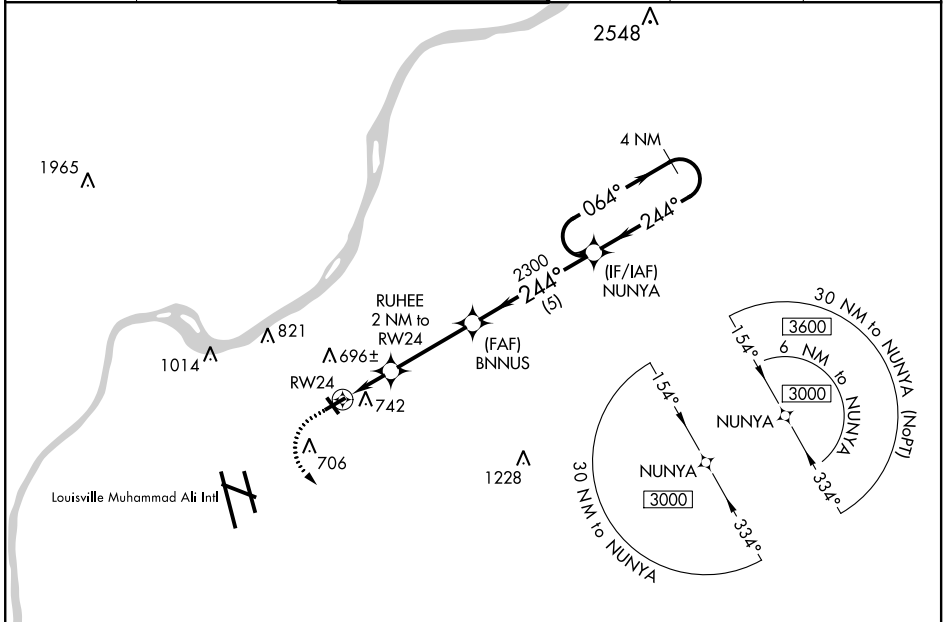 2548
4 NM
1965
064°
244°
2300
244°
(5)
(IF/IAF)
NUNYA
RUHEE
2 NM to
RW24
(FAF)
BNNUS
821
1014
696±
RW24
742
706
1228
Louisville Muhammad Ali Intl
30 NM to NUNYA (NoPT)
154°
3600
6 NM to NUNYA
3000
NUNYA
334°
154°
NUNYA
3000
334°
30 NM to NUNYA